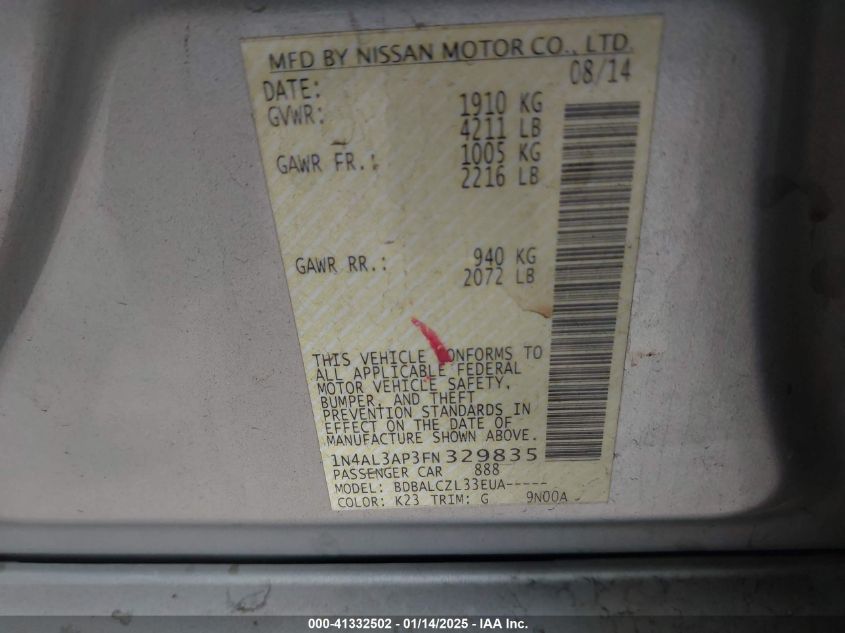 MFD BY NISSAN MOTOR CO., LTD.
DATE: 08/14
GVWR: 1910 KG
4211 LB
GAWR FR.: 1005 KG
2216 LB
GAWR RR.: 940 KG
2072 LB
THIS VEHICLE CONFORMS TO
ALL APPLICABLE FEDERAL
MOTOR VEHICLE SAFETY,
BUMPER, AND THEFT
PREVENTION STANDARDS IN
EFFECT ON THE DATE OF
MANUFACTURE SHOWN ABOVE.
1N4AL3AP3FN329835
PASSENGER CAR 888
MODEL: BDBALCZL33EUA-----
COLOR: K23 TRIM: G 9N00A
000-41332502 - 01/14/2025 - © IAA Inc.